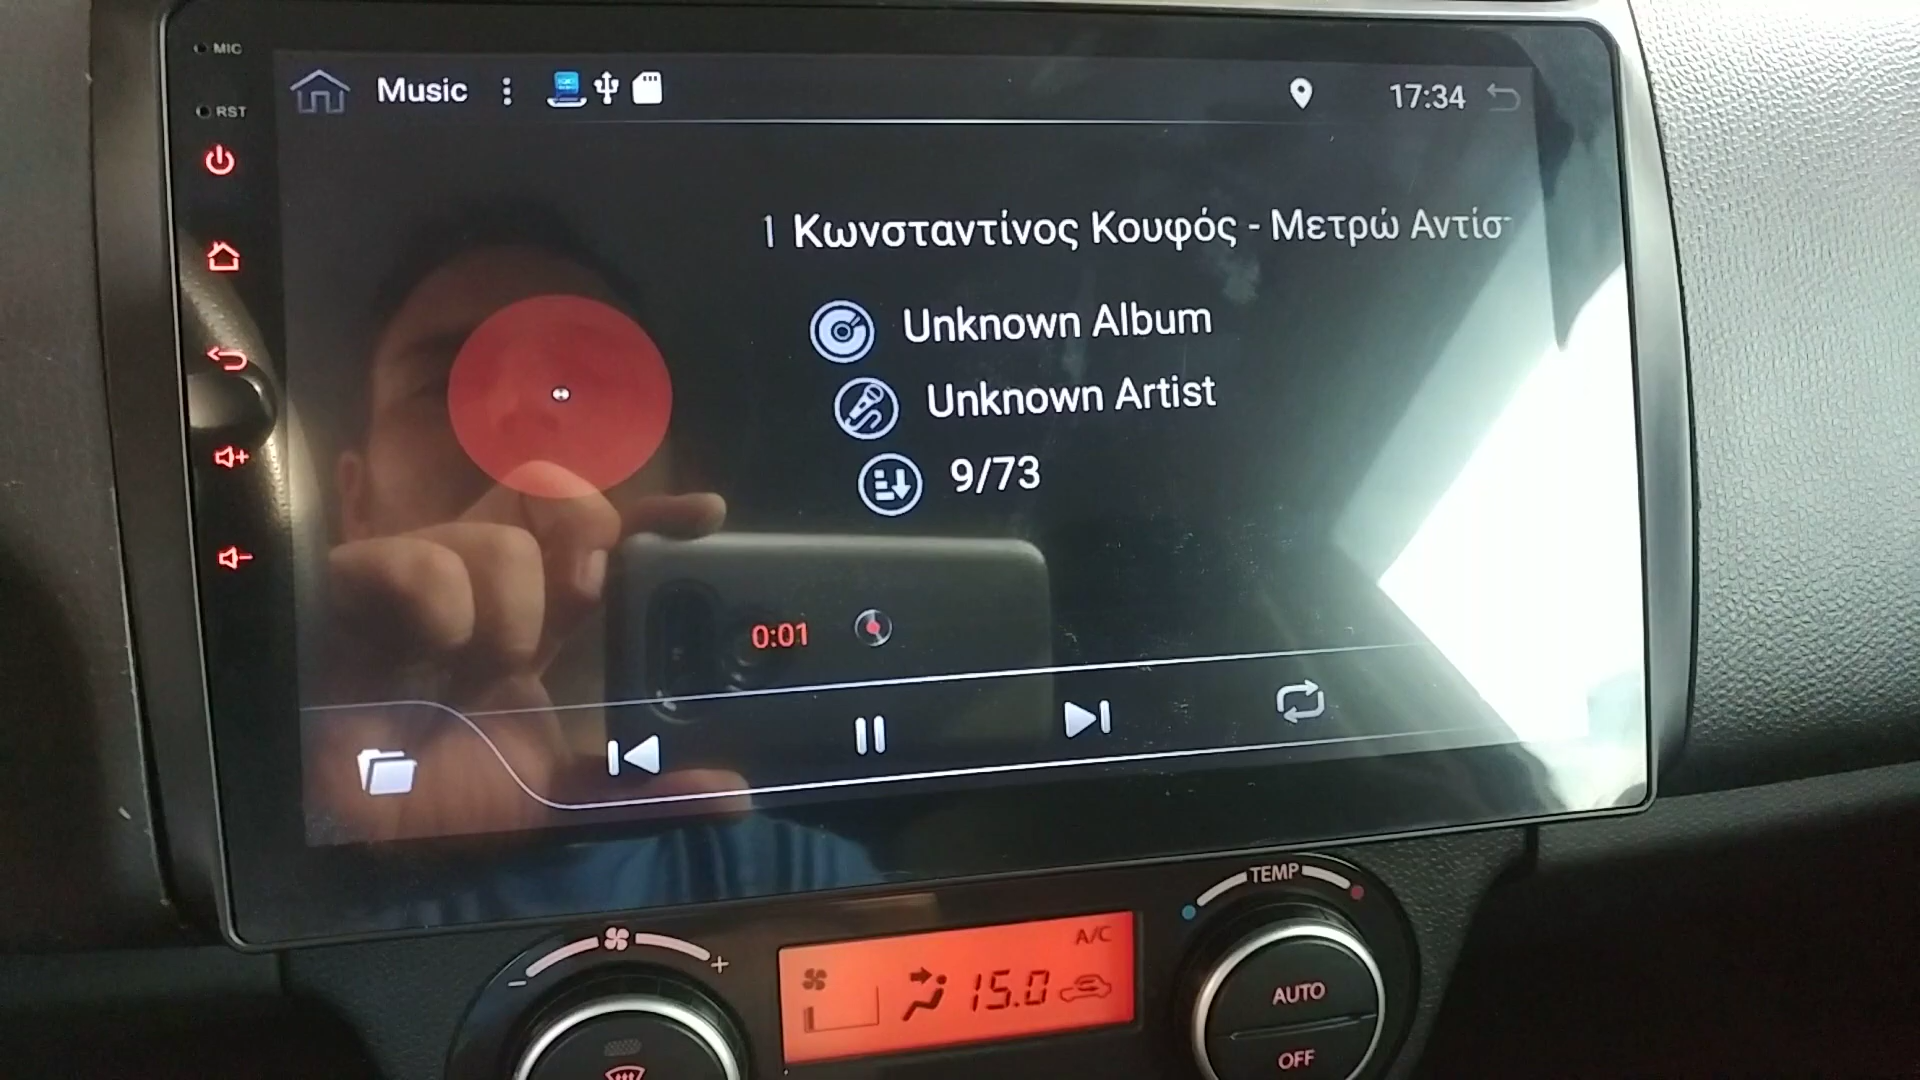 MIC
Music
17:34
RST
1 Κωνσταντίνος Κουφός - Μετρώ Αντίσ
Unknown Album
Unknown Artist
9/73
0:01
TEMP
A/C
15.0
AUTO
OFF